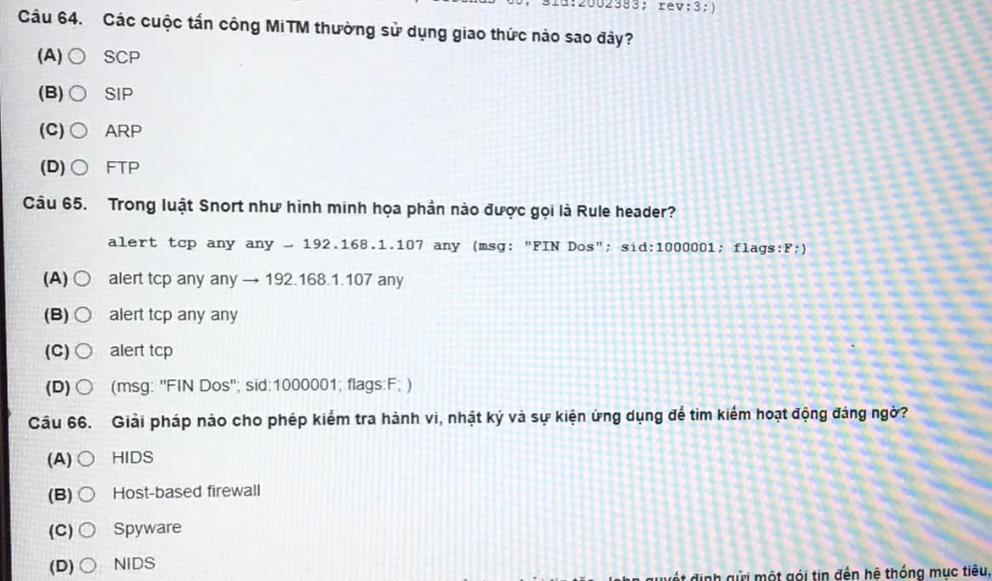 sid:2002383; rev:3;)
Câu 64. Các cuộc tấn công MiTM thường sử dụng giao thức nào sao đây?
(A) SCP
(B) SIP
(C) ARP
(D) FTP
Câu 65. Trong luật Snort như hình minh họa phần nào được gọi là Rule header?
alert tcp any any – 192.168.1.107 any (msg: "FIN Dos"; sid:1000001; flags:F;)
(A) alert tcp any any → 192.168.1.107 any
(B) alert tcp any any
(C) alert tcp
(D) (msg: "FIN Dos"; sid:1000001; flags:F; )
Câu 66. Giải pháp nào cho phép kiểm tra hành vi, nhật ký và sự kiện ứng dụng để tìm kiếm hoạt động đáng ngờ?
(A) HIDS
(B) Host-based firewall
(C) Spyware
(D) NIDS
John quyết định gửi một gói tin đến hệ thống mục tiêu,